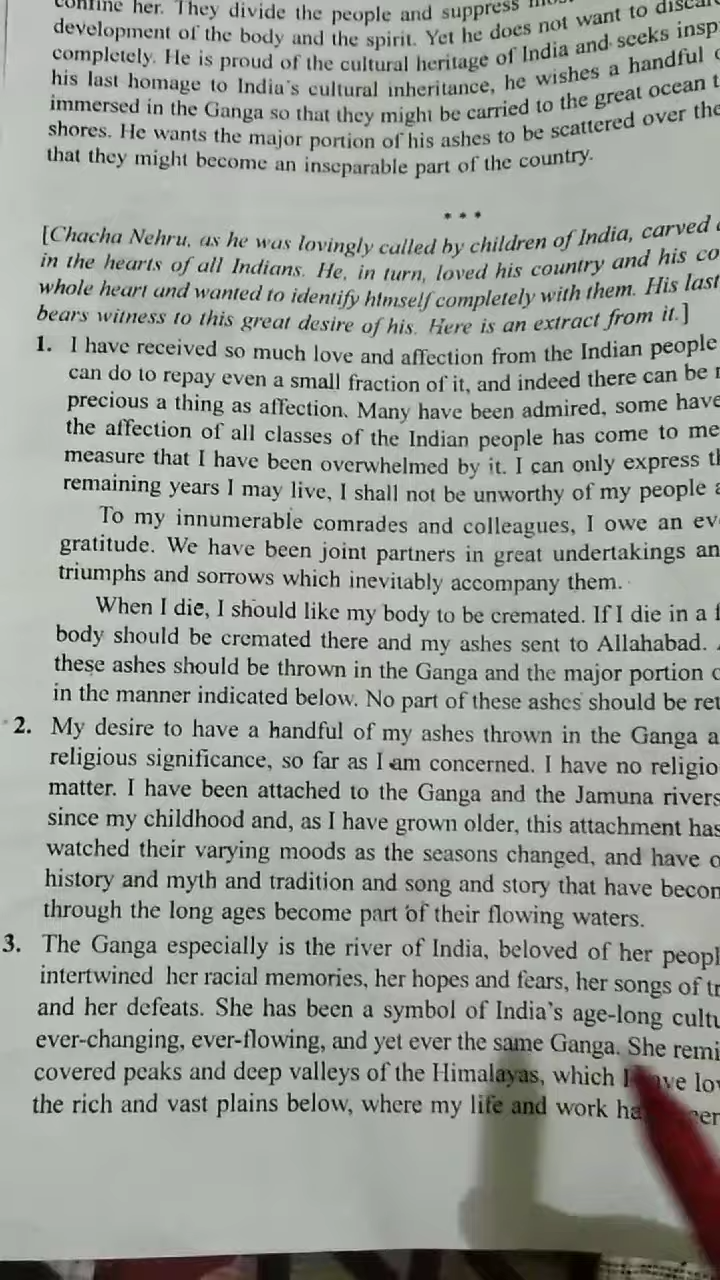 confine her. They divide the people and suppress
development of the body and the spirit. Yet he does not want to
completely. He is proud of the cultural heritage of India and seeks
his last homage to India's cultural inheritance, he wishes a handful
immersed in the Ganga so that they might be carried to the great ocean
shores. He wants the major portion of his ashes to be scattered over the
that they might become an inseparable part of the country.
• • •
[Chacha Nehru, as he was lovingly called by children of India, carved
in the hearts of all Indians. He, in turn, loved his country and his
whole heart and wanted to identify himself completely with them. His last
bears witness to this great desire of his. Here is an extract from it.]
1. I have received so much love and affection from the Indian people
can do to repay even a small fraction of it, and indeed there can be
precious a thing as affection. Many have been admired, some have
the affection of all classes of the Indian people has come to me
measure that I have been overwhelmed by it. I can only express
remaining years I may live, I shall not be unworthy of my people
To my innumerable comrades and colleagues, I owe an
gratitude. We have been joint partners in great undertakings
triumphs and sorrows which inevitably accompany them.
When I die, I should like my body to be cremated. If I die in a
body should be cremated there and my ashes sent to Allahabad.
these ashes should be thrown in the Ganga and the major portion
in the manner indicated below. No part of these ashes should be
2. My desire to have a handful of my ashes thrown in the Ganga
religious significance, so far as I am concerned. I have no
matter. I have been attached to the Ganga and the Jamuna rivers
since my childhood and, as I have grown older, this attachment has
watched their varying moods as the seasons changed, and have
history and myth and tradition and song and story that have
through the long ages become part of their flowing waters.
3. The Ganga especially is the river of India, beloved of her
intertwined her racial memories, her hopes and fears, her songs of
and her defeats. She has been a symbol of India's age-long
ever-changing, ever-flowing, and yet ever the same Ganga. She
covered peaks and deep valleys of the Himalayas, which I
the rich and vast plains below, where my life and work